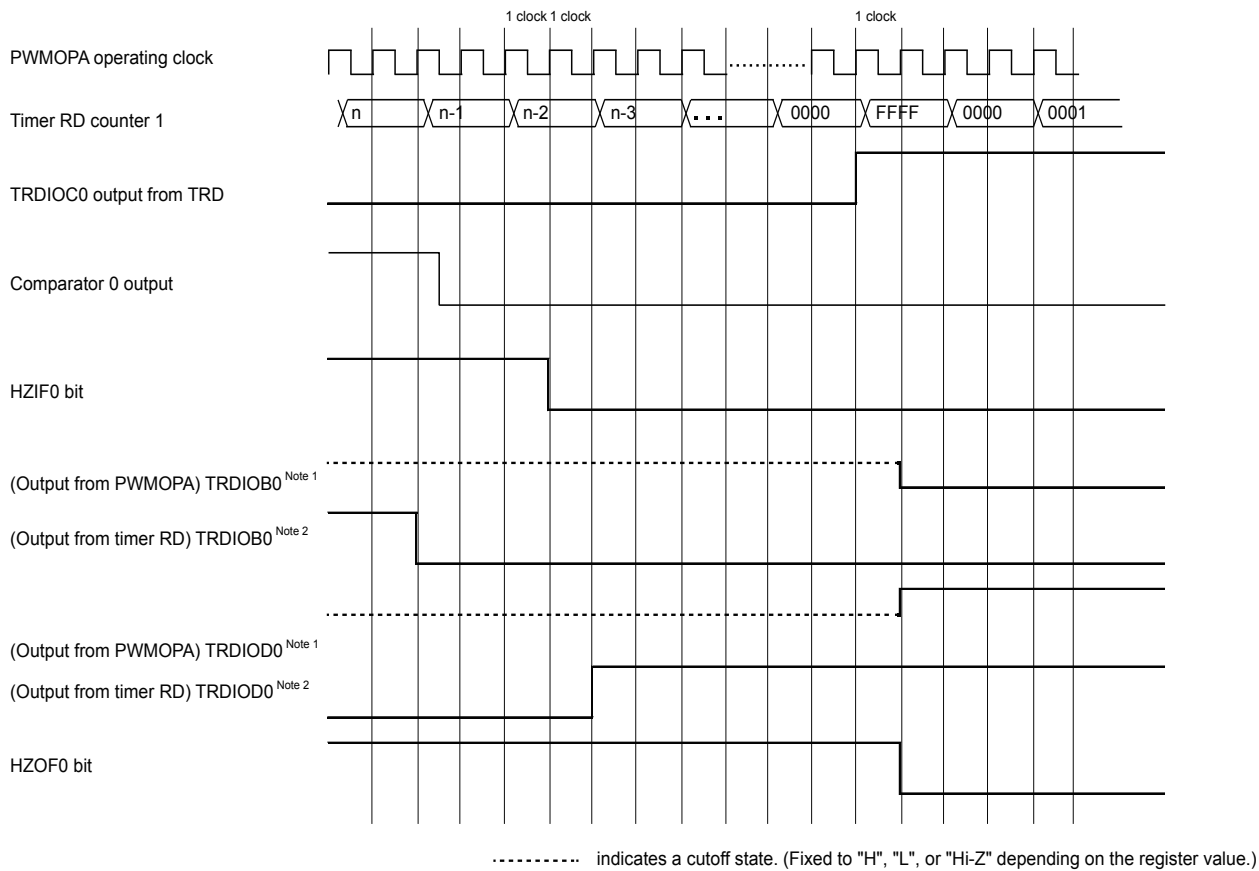 1 clock 1 clock 1 clock
PWMOPA operating clock
Timer RD counter 1 n n-1 n-2 n-3 ... 0000 FFFF 0000 0001
TRDIOC0 output from TRD
Comparator 0 output
HZIF0 bit
(Output from PWMOPA) TRDIOB0 Note 1
(Output from timer RD) TRDIOB0 Note 2
(Output from PWMOPA) TRDIOD0 Note 1
(Output from timer RD) TRDIOD0 Note 2
HZOF0 bit
indicates a cutoff state. (Fixed to "H", "L", or "Hi-Z" depending on the register value.)